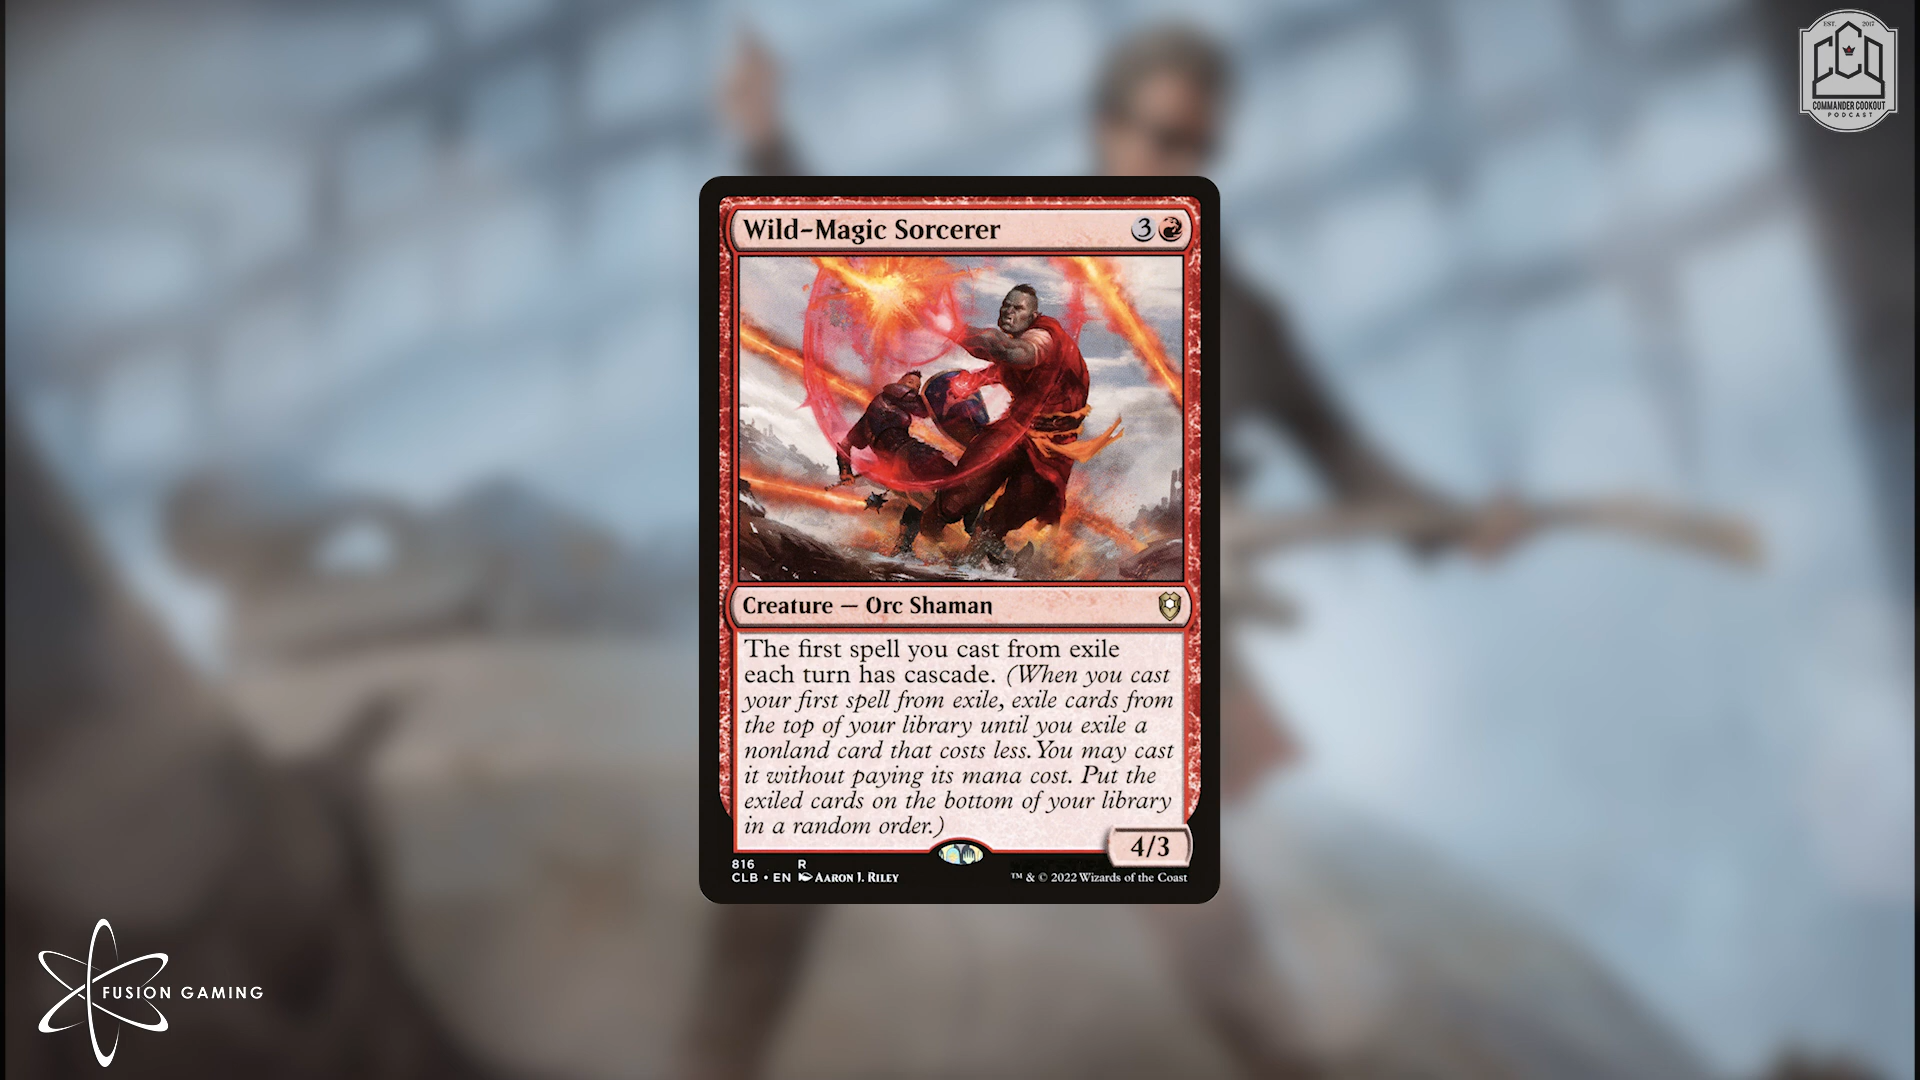 EST. 2017
CCO
COMMANDER COOKOUT
PODCAST
Wild-Magic Sorcerer 3
Creature — Orc Shaman
The first spell you cast from exile
each turn has cascade. (When you cast
your first spell from exile, exile cards from
the top of your library until you exile a
nonland card that costs less.You may cast
it without paying its mana cost. Put the
exiled cards on the bottom of your library
in a random order.)
4/3
816 R
CLB • EN AARON J. RILEY
™ & © 2022 Wizards of the Coast
FUSION GAMING